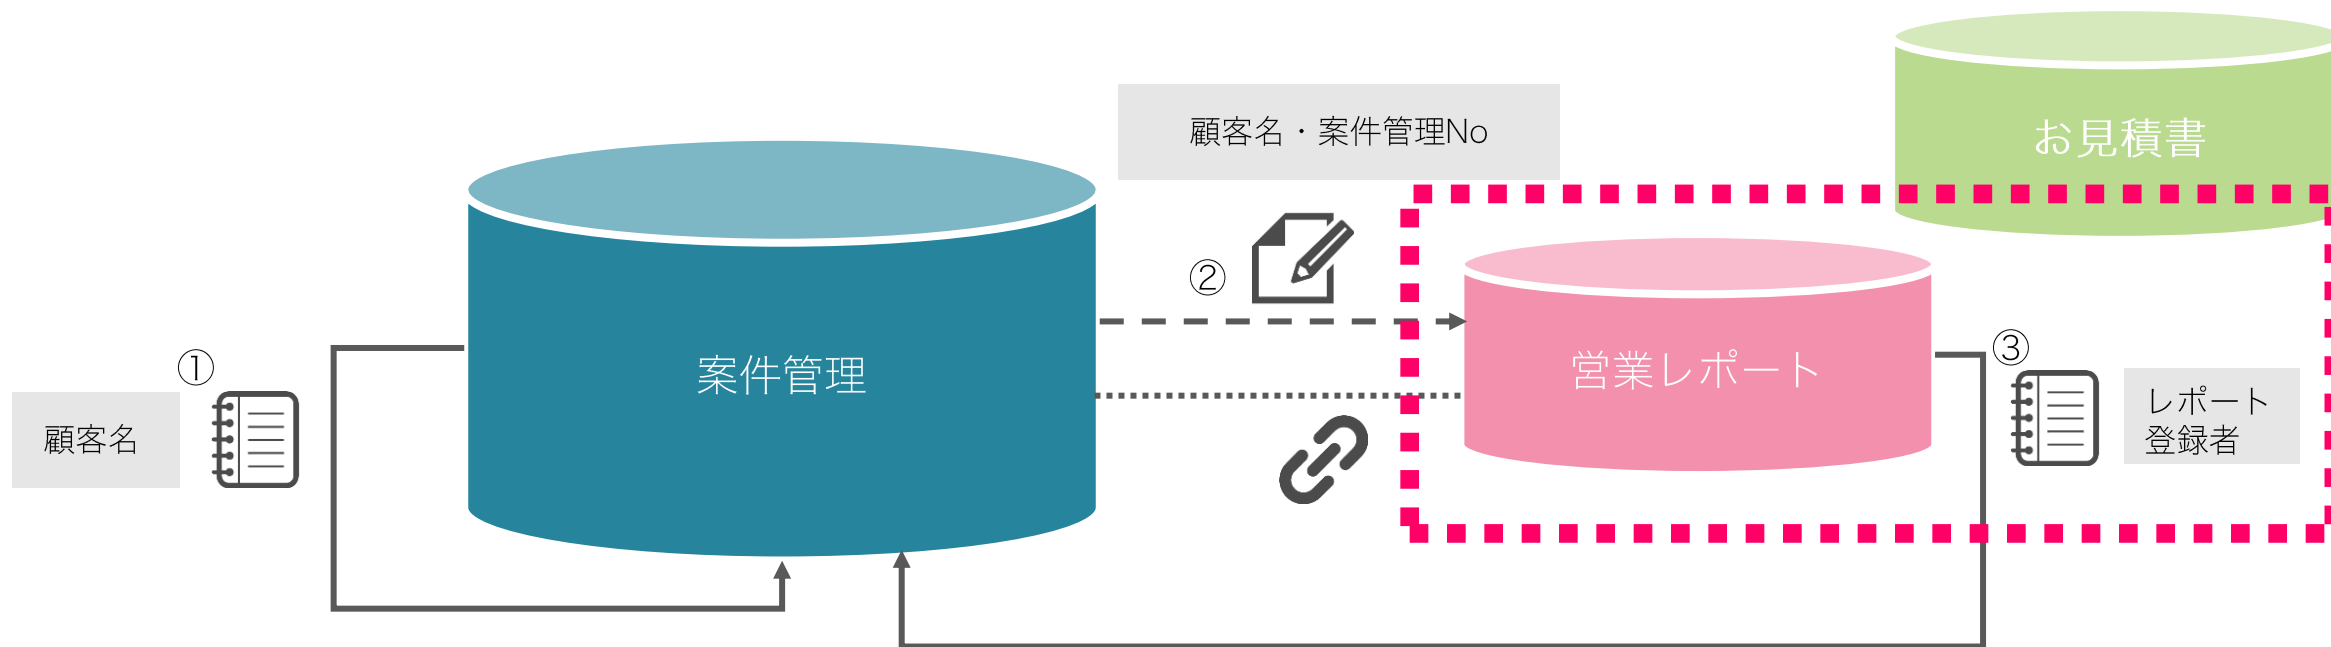 顧客名・案件管理No
お見積書
②
①
案件管理
営業レポート
③
レポート
登録者
顧客名